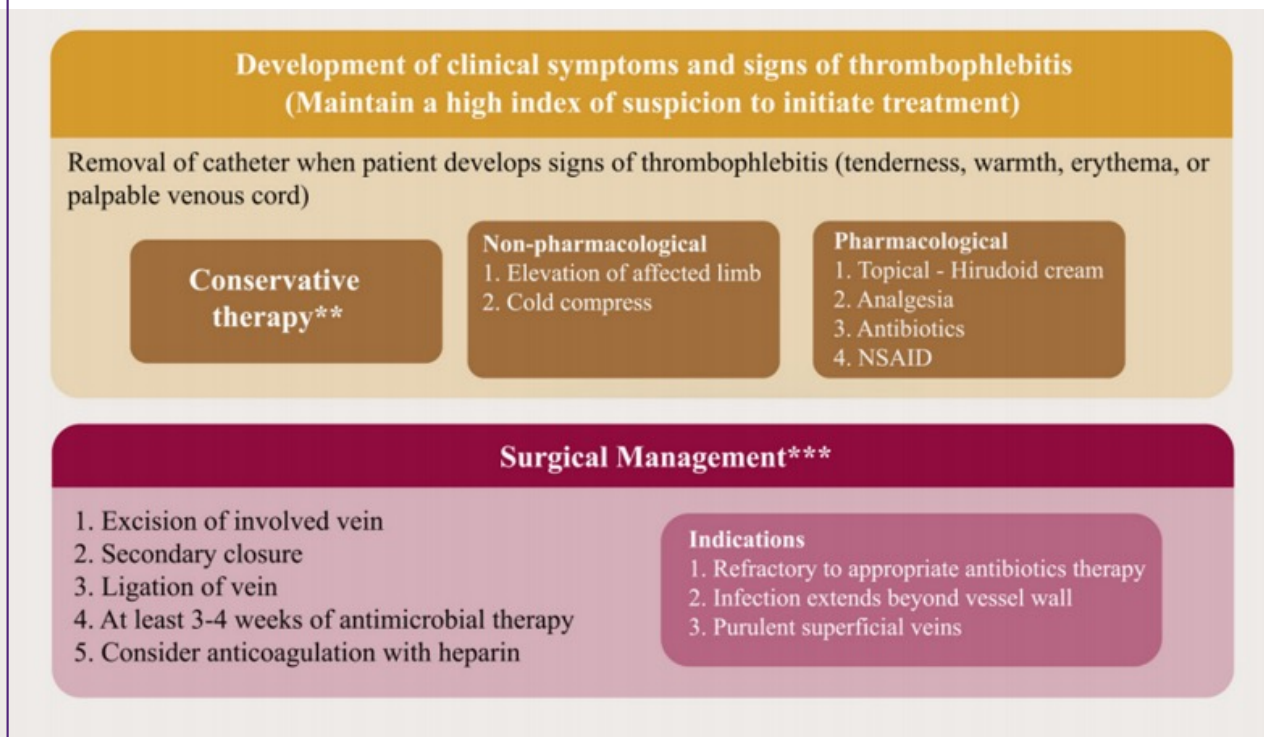 Development of clinical symptoms and signs of thrombophlebitis
(Maintain a high index of suspicion to initiate treatment)
Removal of catheter when patient develops signs of thrombophlebitis (tenderness, warmth, erythema, or
palpable venous cord)
Conservative
therapy**
Non-pharmacological
1. Elevation of affected limb
2. Cold compress
Pharmacological
1. Topical - Hirudoid cream
2. Analgesia
3. Antibiotics
4. NSAID
Surgical Management***
1. Excision of involved vein
2. Secondary closure
3. Ligation of vein
4. At least 3-4 weeks of antimicrobial therapy
5. Consider anticoagulation with heparin
Indications
1. Refractory to appropriate antibiotics therapy
2. Infection extends beyond vessel wall
3. Purulent superficial veins